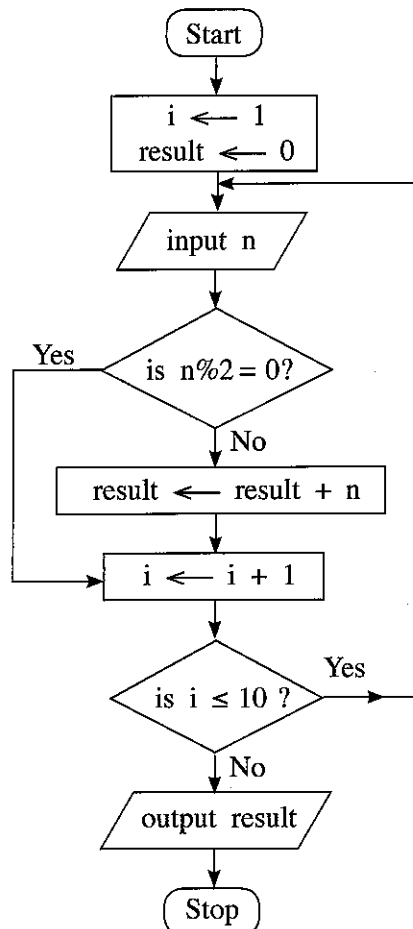 Start
i ← 1
result ← 0
input n
Yes
is n%2 = 0?
No
result ← result + n
i ← i + 1
Yes
is i ≤ 10 ?
No
output result
Stop